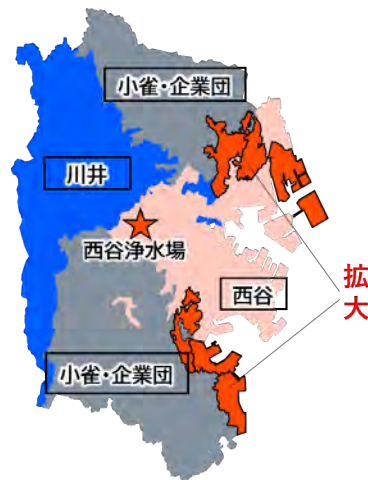 小雀・企業団
川井
西谷浄水場
西谷
拡
大
小雀・企業団